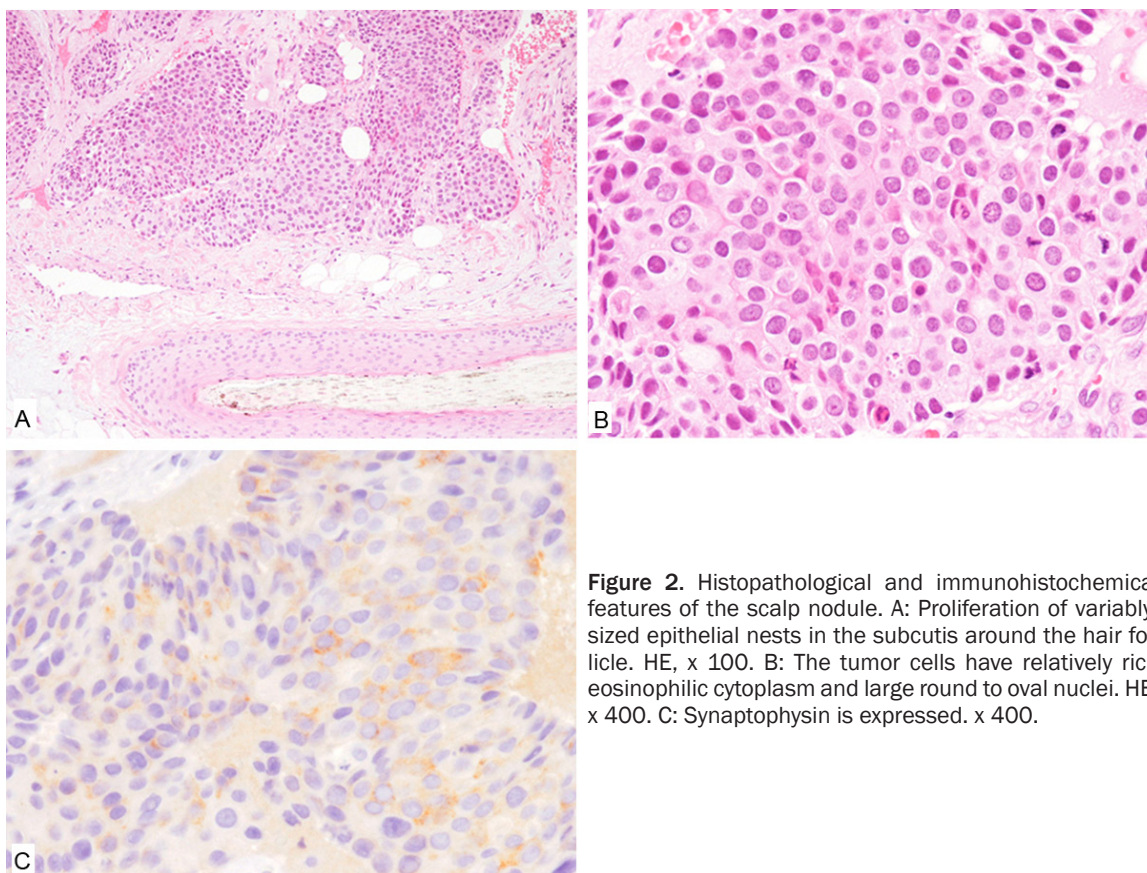 A
B
C
Figure 2. Histopathological and immunohistochemica
features of the scalp nodule. A: Proliferation of variably
sized epithelial nests in the subcutis around the hair fo
licle. HE, x 100. B: The tumor cells have relatively ric
eosinophilic cytoplasm and large round to oval nuclei. HE
x 400. C: Synaptophysin is expressed. x 400.